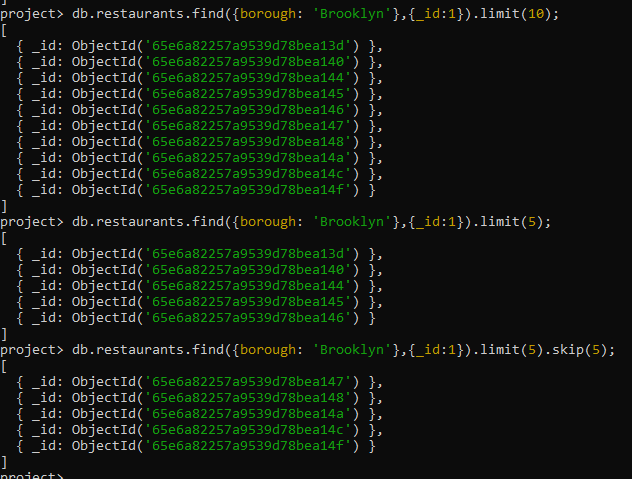 project> db.restaurants.find({borough: 'Brooklyn'},{_id:1}).limit(10);
[
  { _id: ObjectId('65e6a82257a9539d78bea13d') },
  { _id: ObjectId('65e6a82257a9539d78bea140') },
  { _id: ObjectId('65e6a82257a9539d78bea144') },
  { _id: ObjectId('65e6a82257a9539d78bea145') },
  { _id: ObjectId('65e6a82257a9539d78bea146') },
  { _id: ObjectId('65e6a82257a9539d78bea147') },
  { _id: ObjectId('65e6a82257a9539d78bea148') },
  { _id: ObjectId('65e6a82257a9539d78bea14a') },
  { _id: ObjectId('65e6a82257a9539d78bea14c') },
  { _id: ObjectId('65e6a82257a9539d78bea14f') }
]
project> db.restaurants.find({borough: 'Brooklyn'},{_id:1}).limit(5);
[
  { _id: ObjectId('65e6a82257a9539d78bea13d') },
  { _id: ObjectId('65e6a82257a9539d78bea140') },
  { _id: ObjectId('65e6a82257a9539d78bea144') },
  { _id: ObjectId('65e6a82257a9539d78bea145') },
  { _id: ObjectId('65e6a82257a9539d78bea146') }
]
project> db.restaurants.find({borough: 'Brooklyn'},{_id:1}).limit(5).skip(5);
[
  { _id: ObjectId('65e6a82257a9539d78bea147') },
  { _id: ObjectId('65e6a82257a9539d78bea148') },
  { _id: ObjectId('65e6a82257a9539d78bea14a') },
  { _id: ObjectId('65e6a82257a9539d78bea14c') },
  { _id: ObjectId('65e6a82257a9539d78bea14f') }
]
project>